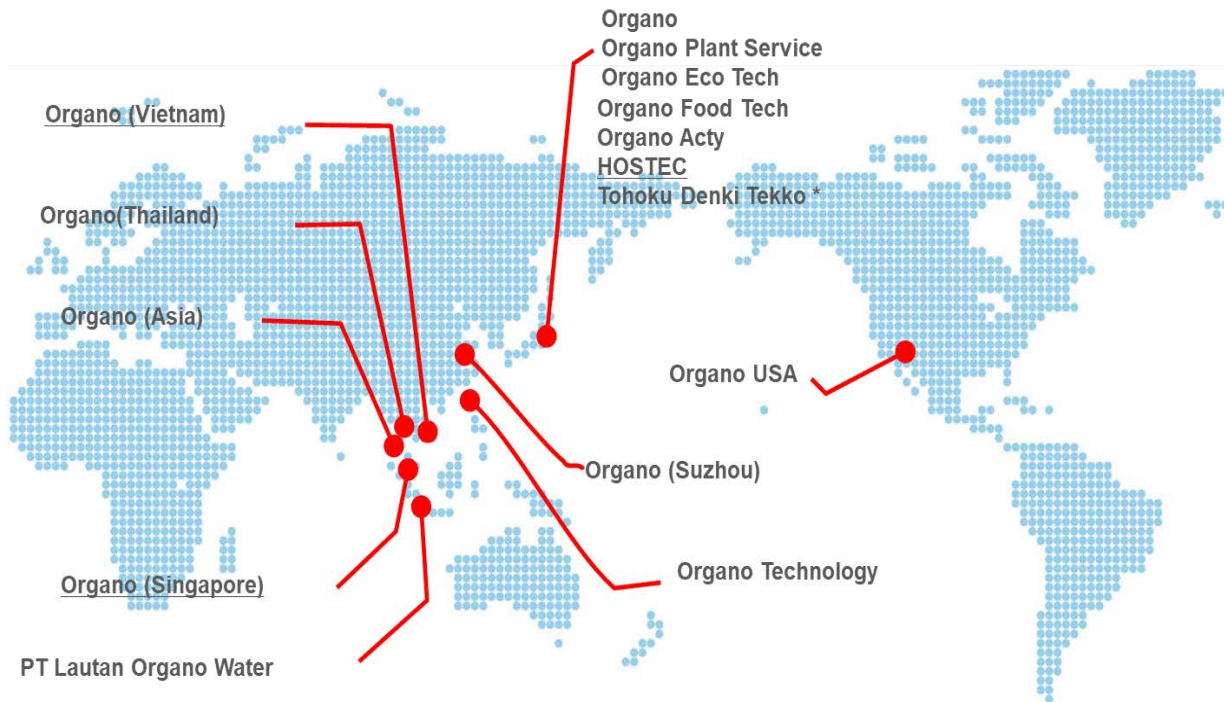 Organo
Organo Plant Service
Organo Eco Tech
Organo Food Tech
Organo Acty
HOSTEC
Tohoku Denki Tekko *
Organo (Vietnam)
Organo(Thailand)
Organo (Asia)
Organo USA
Organo (Suzhou)
Organo Technology
Organo (Singapore)
PT Lautan Organo Water